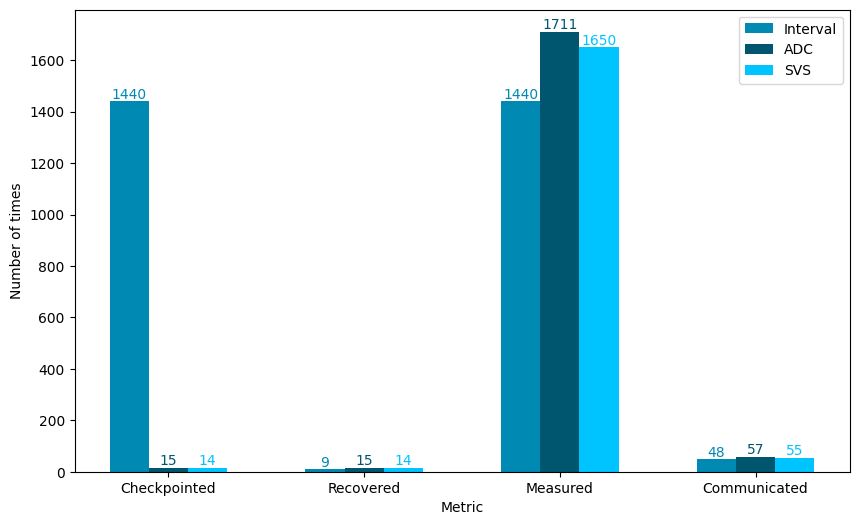 Number of times
1600
1400
1200
1000
800
600
400
200
0
1440
15
14
9
15
14
1440
1711
1650
48
57
55
Interval
ADC
SVS
Checkpointed
Recovered
Measured
Communicated
Metric